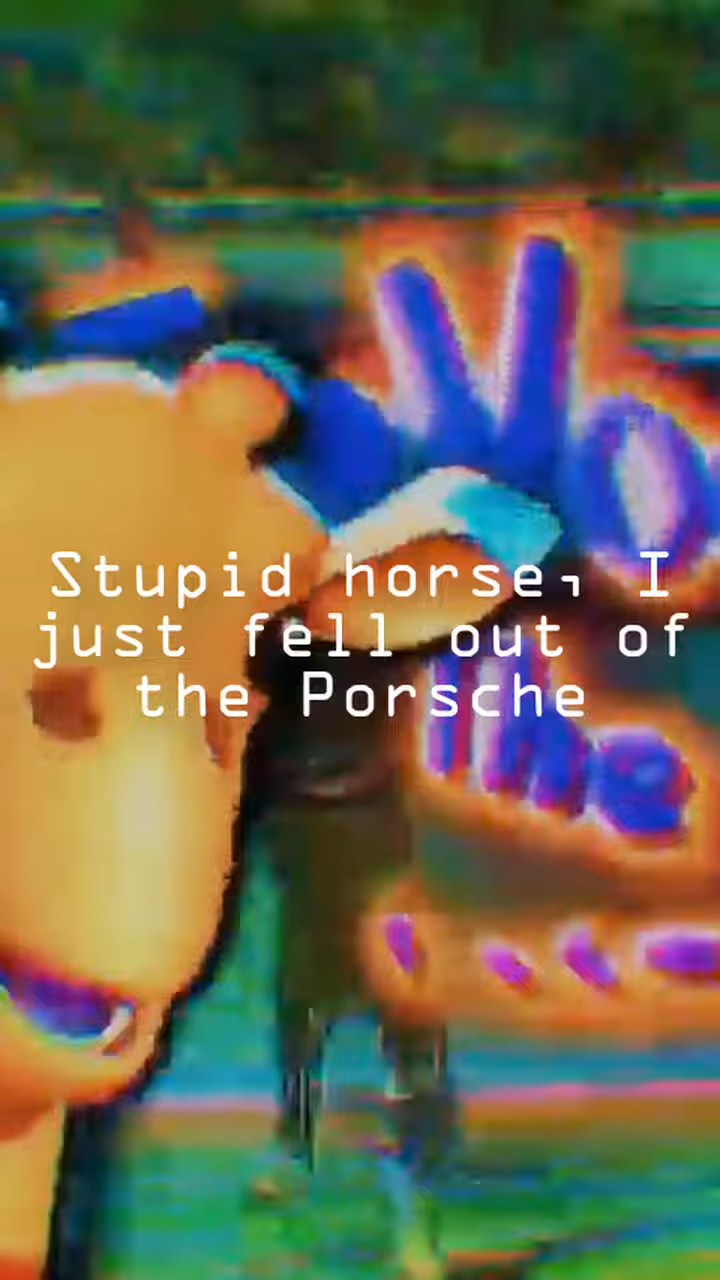 Stupid horse, I
just fell out of
the Porsche